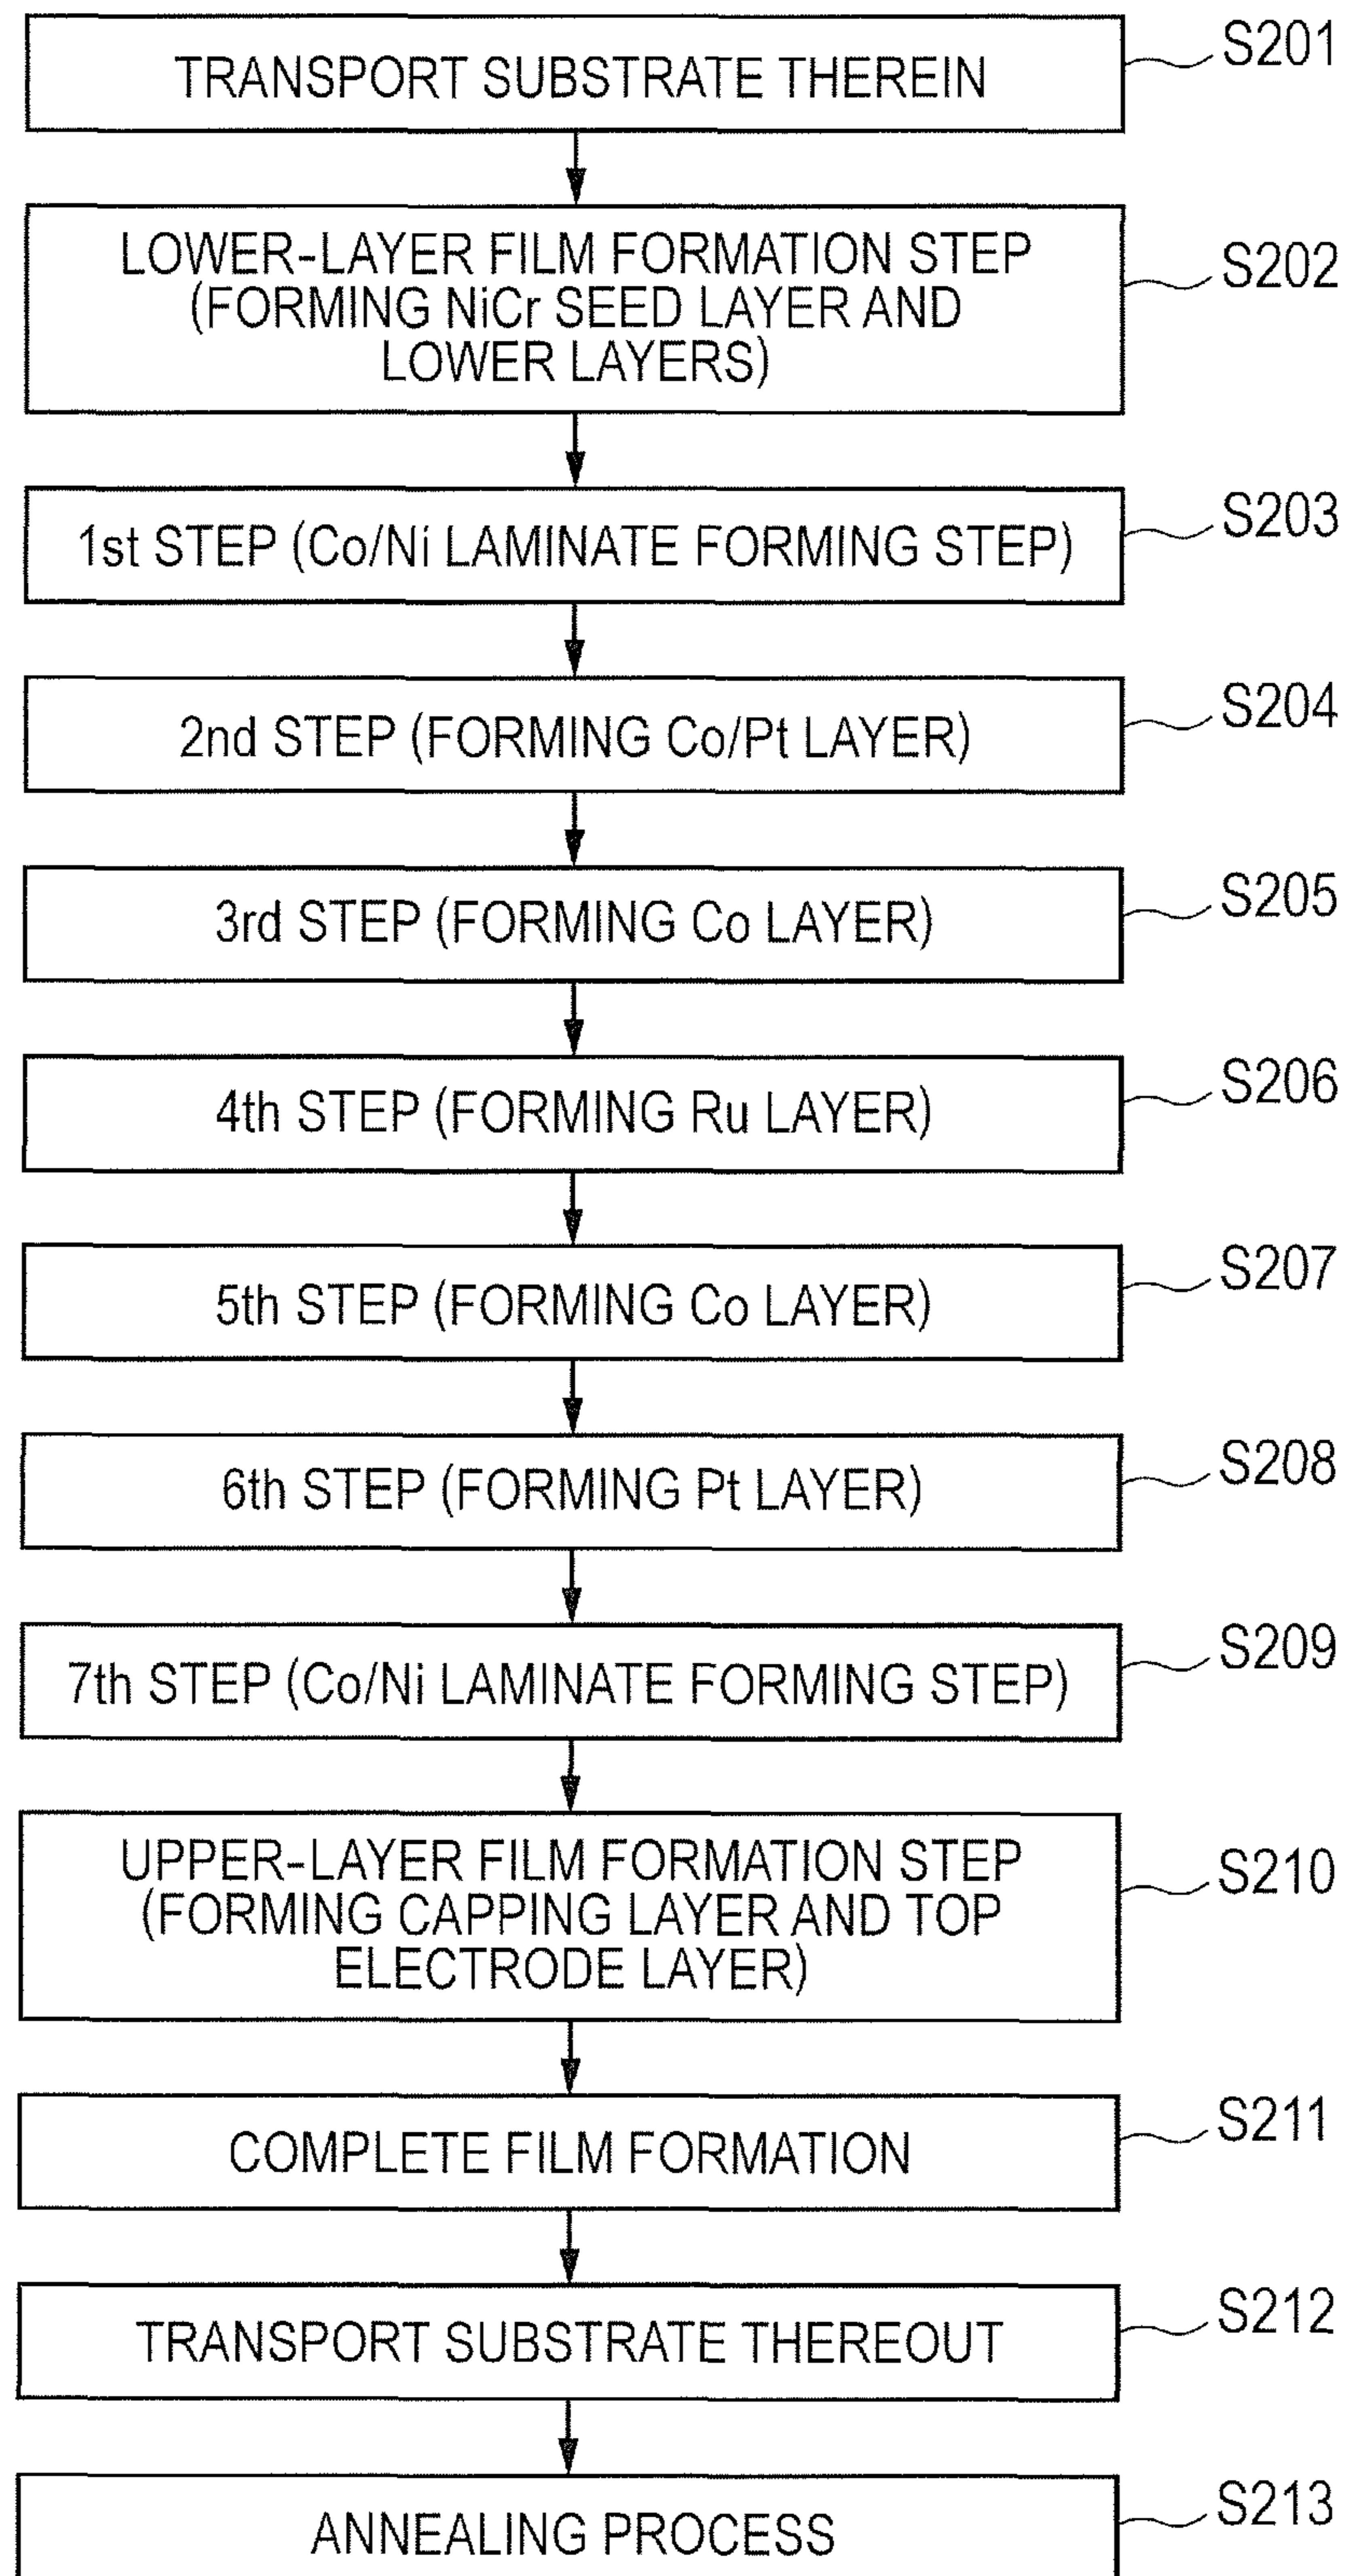 TRANSPORT SUBSTRATE THEREIN
S201
LOWER-LAYER FILM FORMATION STEP
(FORMING NiCr SEED LAYER AND
LOWER LAYERS)
S202
1st STEP (Co/Ni LAMINATE FORMING STEP)
S203
2nd STEP (FORMING Co/Pt LAYER)
S204
3rd STEP (FORMING Co LAYER)
S205
4th STEP (FORMING Ru LAYER)
S206
5th STEP (FORMING Co LAYER)
S207
6th STEP (FORMING Pt LAYER)
S208
7th STEP (Co/Ni LAMINATE FORMING STEP)
S209
UPPER-LAYER FILM FORMATION STEP
(FORMING CAPPING LAYER AND TOP
ELECTRODE LAYER)
S210
COMPLETE FILM FORMATION
S211
TRANSPORT SUBSTRATE THEREOUT
S212
ANNEALING PROCESS
S213